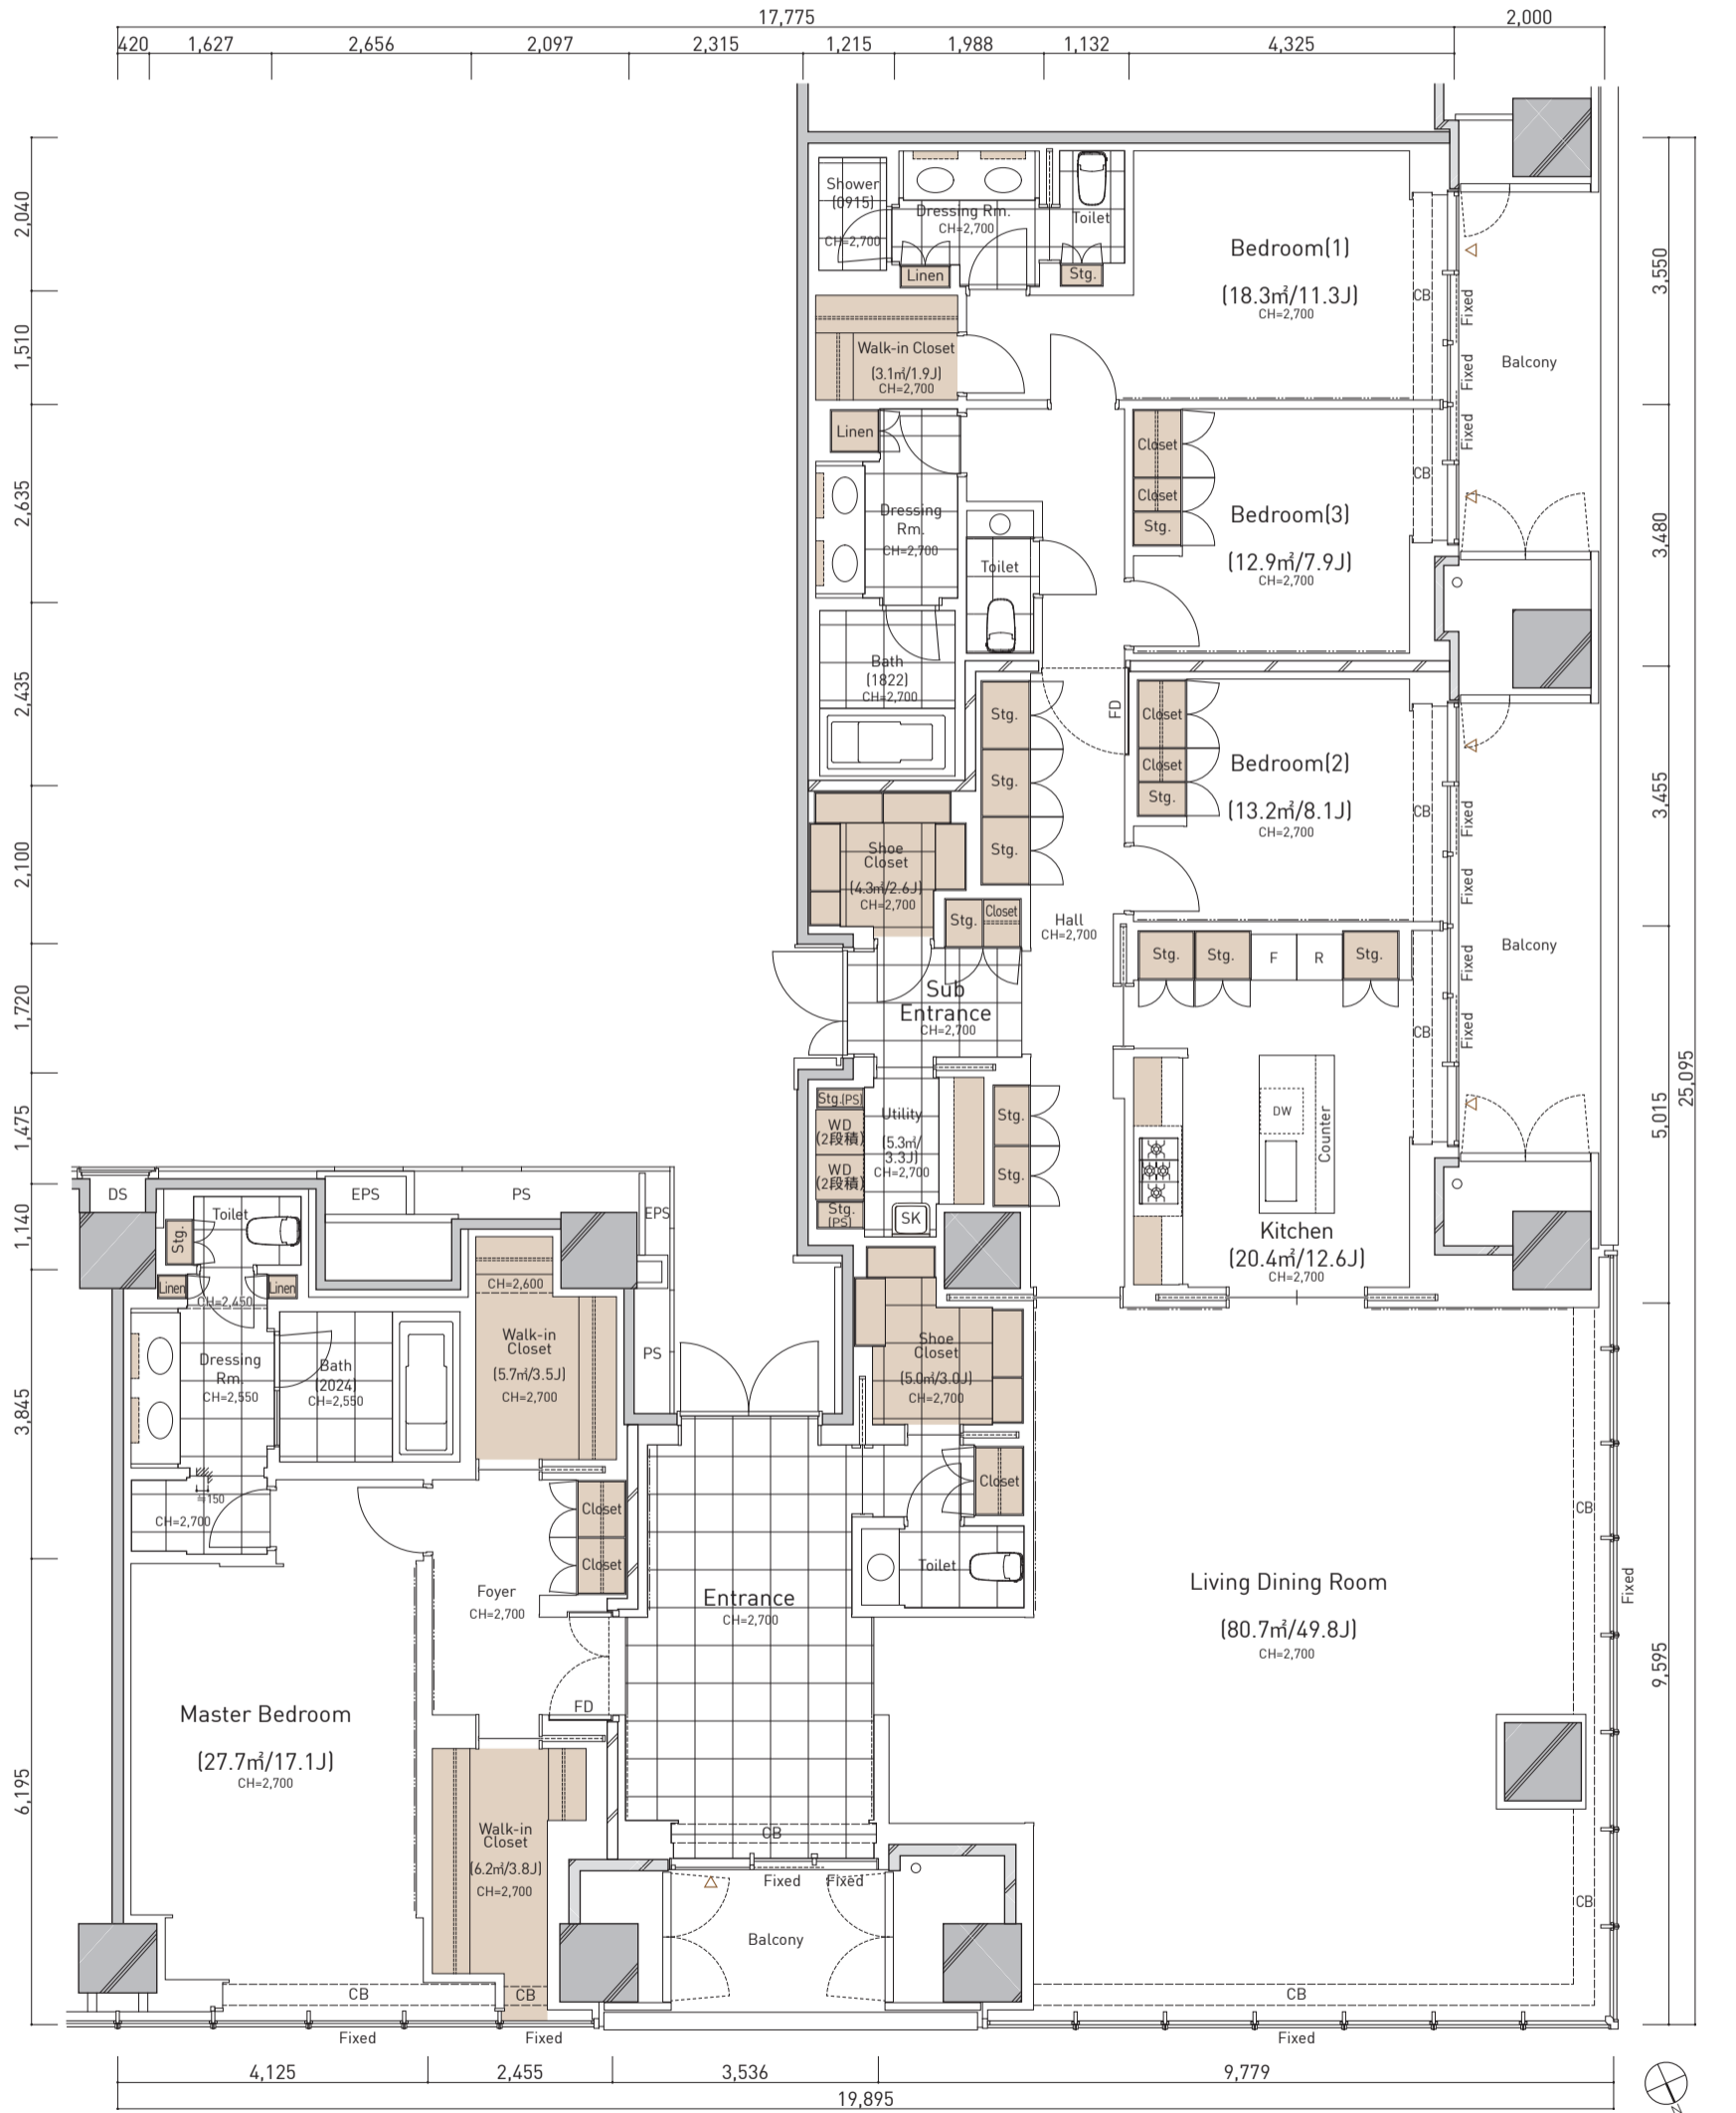 17,775
2,000
420
1,627
2,656
2,097
2,315
1,215
1,988
1,132
4,325
2,040
1,510
2,635
2,435
2,100
1,720
1,475
1,140
3,845
6,195
3,550
3,480
3,455
5,015
25,095
9,595
Shower
(0915)
CH=2,700
Dressing Rm.
CH=2,700
Toilet
Linen
Stg.
Bedroom(1)
(18.3㎡/11.3J)
CH=2,700
CB
Fixed
Fixed
Fixed
Balcony
Walk-in Closet
(3.1㎡/1.9J)
CH=2,700
Linen
Dressing
Rm.
CH=2,700
Toilet
Closet
Closet
Stg.
Bedroom(3)
(12.9㎡/7.9J)
CH=2,700
CB
Bath
(1822)
CH=2,700
Stg.
Stg.
Stg.
FD
Closet
Closet
Stg.
Bedroom(2)
(13.2㎡/8.1J)
CH=2,700
CB
Fixed
Fixed
Fixed
Fixed
Balcony
Shoe
Closet
(4.3㎡/2.6J)
CH=2,700
Stg.
Closet
Hall
CH=2,700
Stg.
Stg.
F
R
Stg.
CB
Sub
Entrance
CH=2,700
Stg.(PS)
WD
(2段積)
WD
(2段積)
Stg.
(PS)
Utility
(5.3㎡/
3.3J)
CH=2,700
SK
Stg.
Stg.
DW
Counter
Kitchen
(20.4㎡/12.6J)
CH=2,700
DS
EPS
PS
EPS
PS
Toilet
Stg.
Linen
Linen
CH=2,450
CH=2,600
Dressing
Rm.
CH=2,550
Bath
(2024)
CH=2,550
Walk-in
Closet
(5.7㎡/3.5J)
CH=2,700
Shoe
Closet
(5.0㎡/3.0J)
CH=2,700
≒150
CH=2,700
Closet
Closet
Closet
Toilet
Foyer
CH=2,700
FD
Entrance
CH=2,700
Living Dining Room
(80.7㎡/49.8J)
CH=2,700
CB
Fixed
CB
Master Bedroom
(27.7㎡/17.1J)
CH=2,700
Walk-in
Closet
(6.2㎡/3.8J)
CH=2,700
CB
Fixed
Fixed
Balcony
CB
CB
CB
Fixed
Fixed
Fixed
4,125
2,455
3,536
9,779
19,895
N